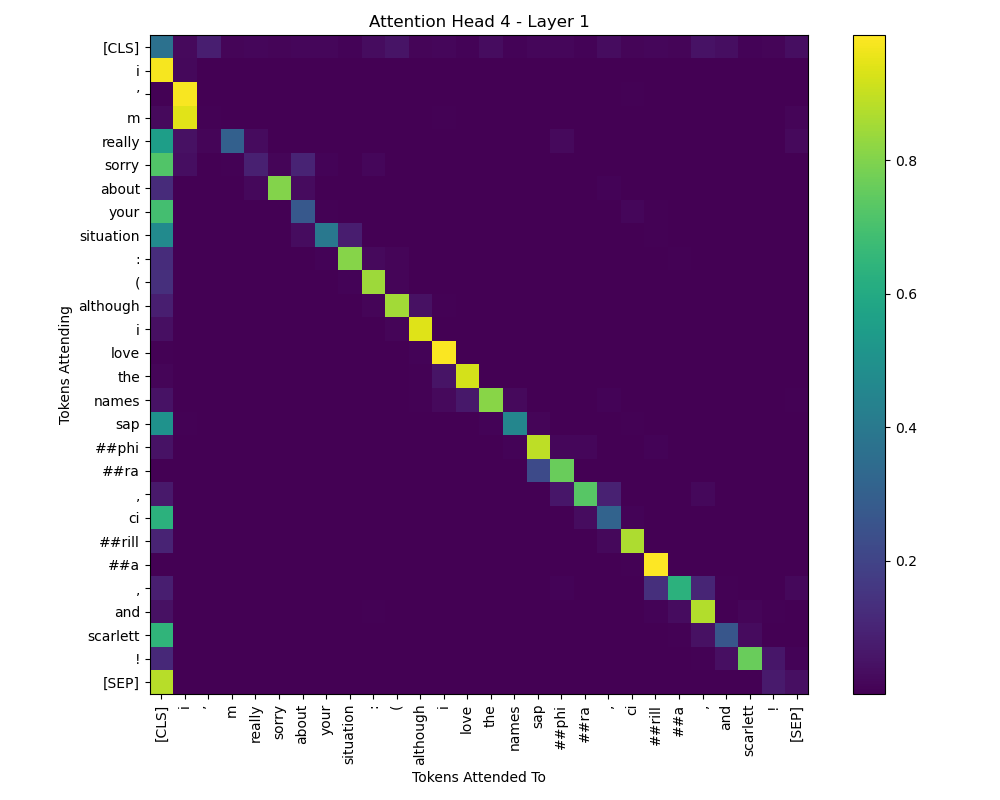 Attention Head 4 - Layer 1
[CLS]
i
’
m
really
sorry
about
your
situation
:
(
although
i
love
the
names
sap
##phi
##ra
,
ci
##rill
##a
,
and
scarlett
!
[SEP]
Tokens Attending
[CLS]
i
’
m
really
sorry
about
your
situation
:
(
although
i
love
the
names
sap
##phi
##ra
,
ci
##rill
##a
,
and
scarlett
!
[SEP]
Tokens Attended To
0.8
0.6
0.4
0.2